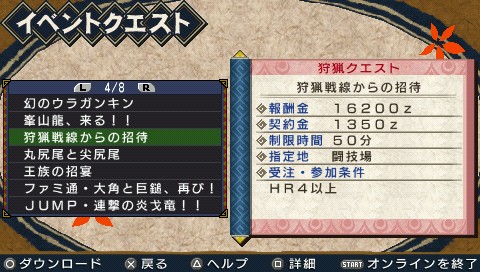 イベントクエスト
L 4/8 R
幻のウラガンキン
峯山龍、来る!!
狩猟戦線からの招待
丸尻尾と尖尻尾
王族の招宴
ファミ通・大角と巨鎚、再び!
JUMP・連撃の炎戈竜!!
狩猟クエスト
狩猟戦線からの招待
報酬金 16200z
契約金 1350z
制限時間 50分
指定地 闘技場
受注・参加条件
HR4以上
ダウンロード 戻る ヘルプ 詳細 START オンラインを終了